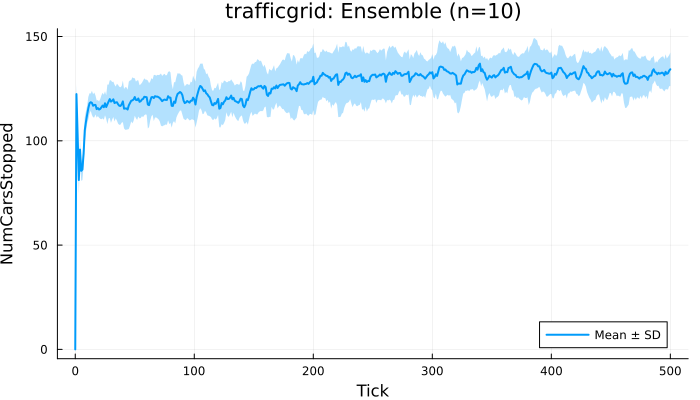 trafficgrid: Ensemble (n=10)
NumCarsStopped
150
100
50
0
0 100 200 300 400 500
Tick
Mean ± SD